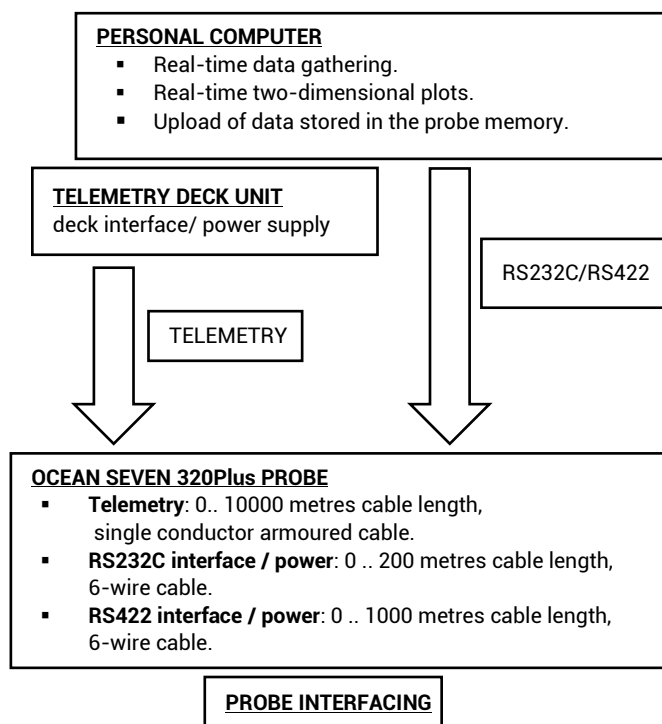 PERSONAL COMPUTER
▪ Real-time data gathering.
▪ Real-time two-dimensional plots.
▪ Upload of data stored in the probe memory.
TELEMETRY DECK UNIT
deck interface/ power supply
RS232C/RS422
TELEMETRY
OCEAN SEVEN 320Plus PROBE
▪ Telemetry: 0.. 10000 metres cable length,
single conductor armoured cable.
▪ RS232C interface / power: 0 .. 200 metres cable length,
6-wire cable.
▪ RS422 interface / power: 0 .. 1000 metres cable length,
6-wire cable.
PROBE INTERFACING